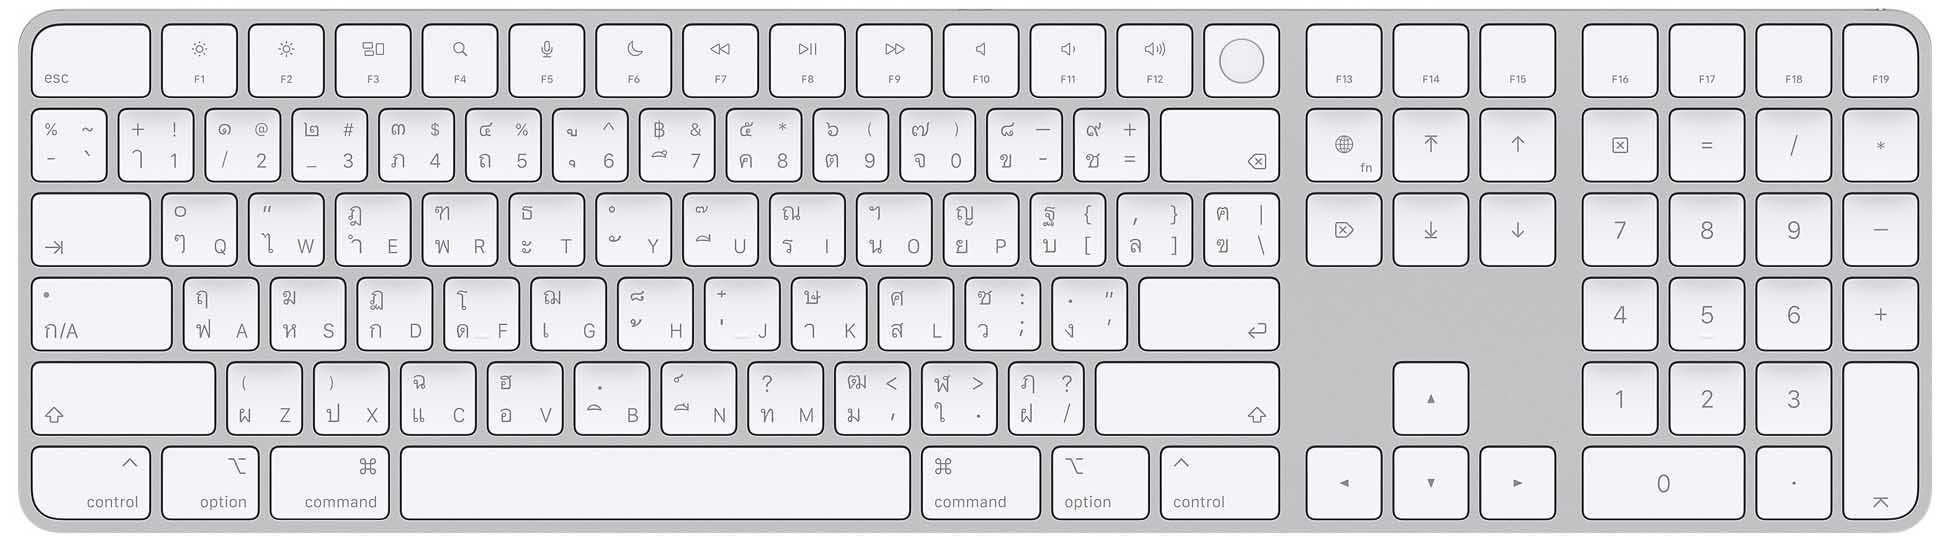 esc F1 F2 F3 F4 F5 F6 F7 F8 F9 F10 F11 F12 F13 F14 F15 F16 F17 F18 F19
% ~ + ! ๑ @ ๒ # ๓ $ ๔ % ู ^ ฿ & ๕ * ๖ ( ๗ ) ๘ — ๙ +
- ` ๅ 1 / 2 _ 3 ภ 4 ถ 5 ุ 6 ึ 7 ค 8 ต 9 จ 0 ข - ช = fn = / *
๐ " ฎ ฑ ธ ํ ๊ ณ ฯ ญ ฐ { , } ฅ |
ๆ Q ไ W ำ E พ R ะ T ั Y ี U ร I น O ย P บ [ ล ] ฃ \ 7 8 9 −
ฤ ฆ ฏ โ ฌ ็ ๋ ษ ศ ซ : . "
ก/A ฟ A ห S ก D ด F เ G ้ H ่ J า K ส L ว ; ง ' 4 5 6 +
( ) ฉ ฮ ฺ ์ ? ฒ < ฬ > ฦ ?
ผ Z ป X แ C อ V ิ B ื N ท M ม , ใ . ฝ / 1 2 3
control option command command option control 0 .